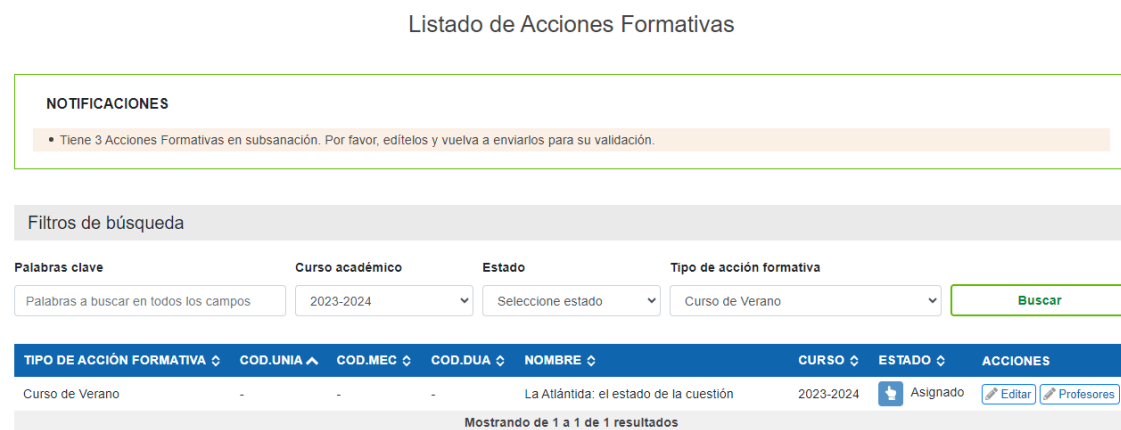 Listado de Acciones Formativas
NOTIFICACIONES
• Tiene 3 Acciones Formativas en subsanación. Por favor, edítelos y vuelva a enviarlos para su validación.
Filtros de búsqueda
Palabras clave Curso académico Estado Tipo de acción formativa
Palabras a buscar en todos los campos 2023-2024 Seleccione estado Curso de Verano Buscar
TIPO DE ACCIÓN FORMATIVA COD.UNIA COD.MEC COD.DUA NOMBRE CURSO ESTADO ACCIONES
Curso de Verano - - - La Atlántida: el estado de la cuestión 2023-2024 Asignado Editar Profesores
Mostrando de 1 a 1 de 1 resultados